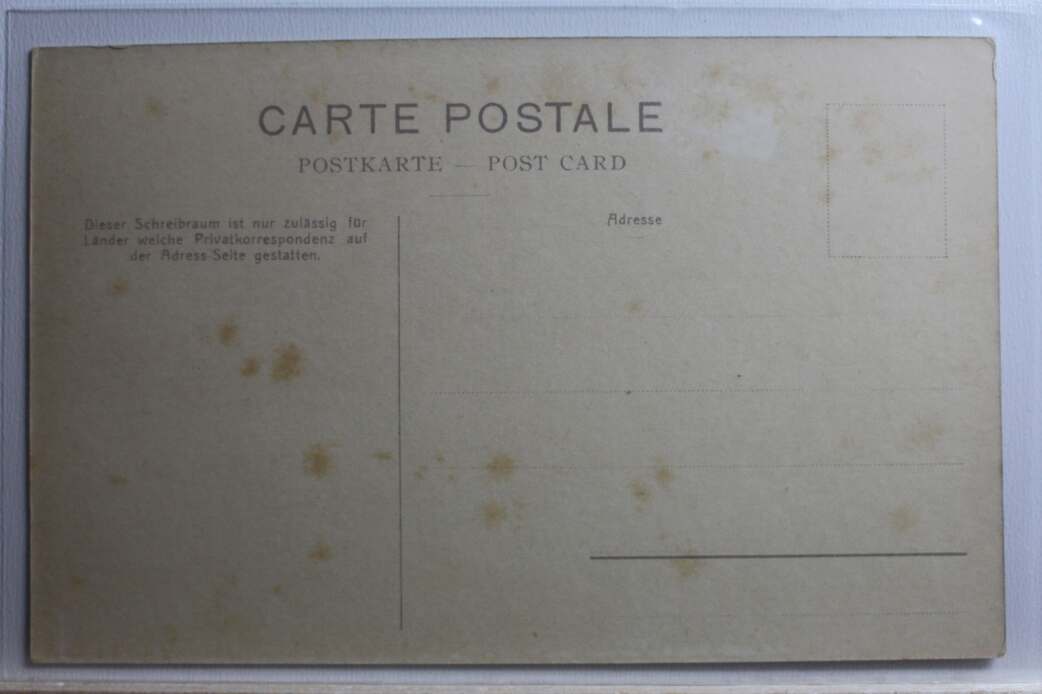 CARTE POSTALE
POSTKARTE — POST CARD
Dieser Schreibraum ist nur zulässig für
Länder welche Privatkorrespondenz auf
der Adress-Seite gestatten.
Adresse